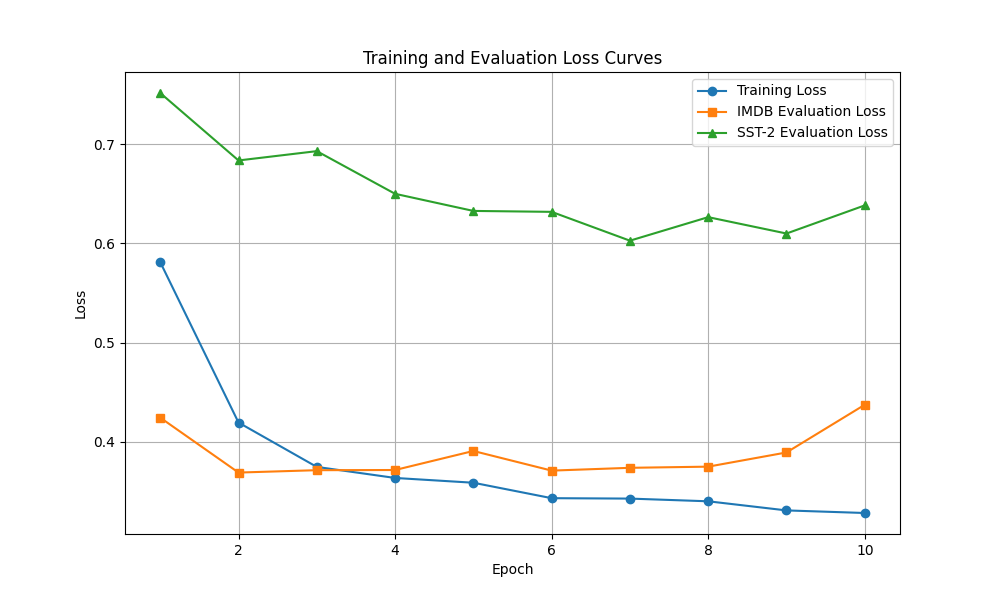 Training and Evaluation Loss Curves
Training Loss
IMDB Evaluation Loss
SST-2 Evaluation Loss
0.7
0.6
0.5
0.4
Loss
2
4
6
8
10
Epoch